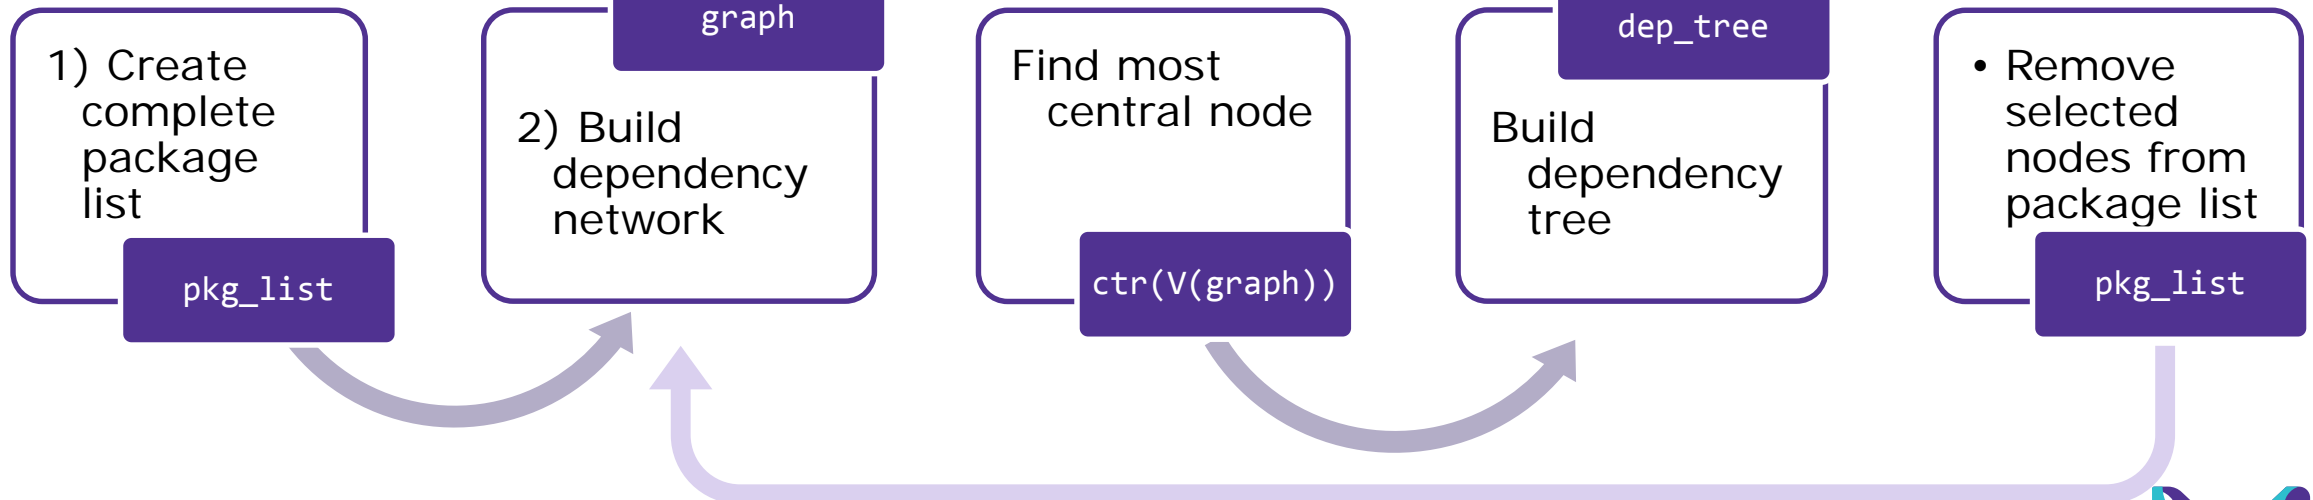 1) Create
complete
package
list
pkg_list
graph
2) Build
dependency
network
Find most
central node
ctr(V(graph))
dep_tree
Build
dependency
tree
• Remove
selected
nodes from
package list
pkg_list